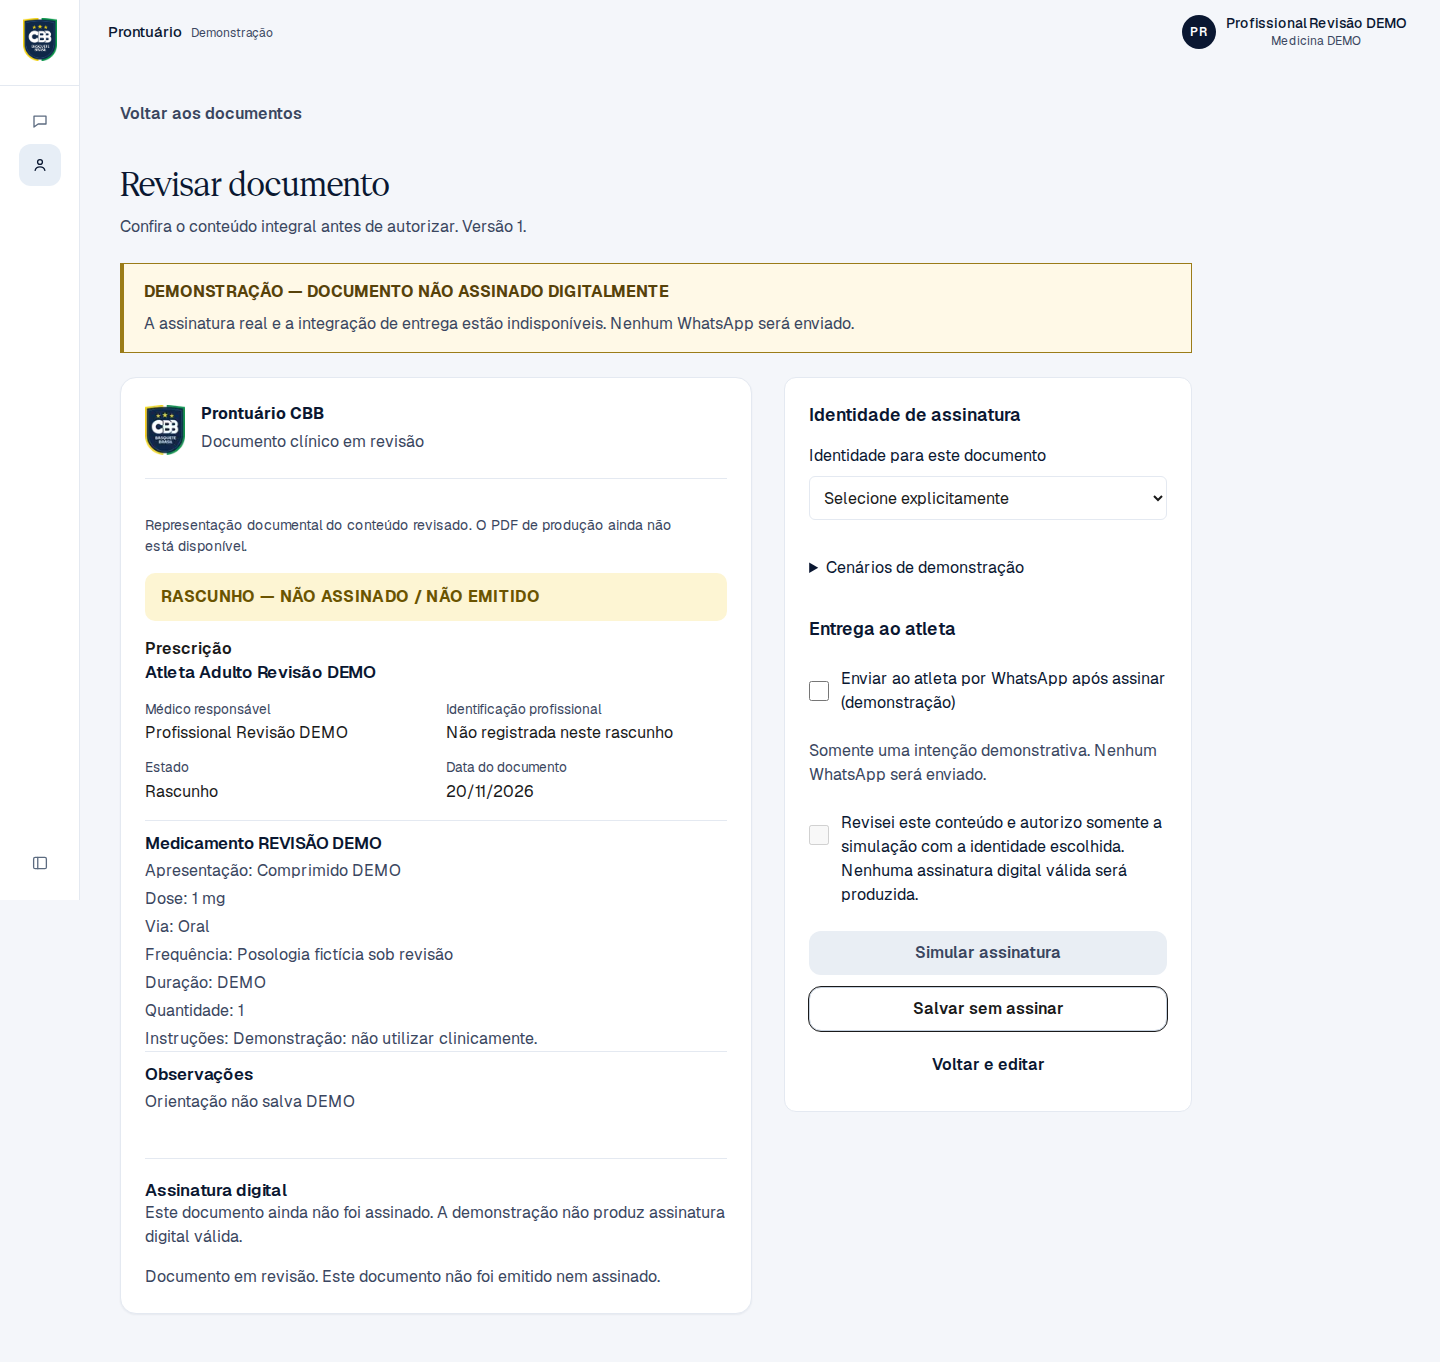 CBB
BASQUETE
BRASIL
Prontuário Demonstração
PR
Profissional Revisão DEMO
Medicina DEMO
Voltar aos documentos
Revisar documento
Confira o conteúdo integral antes de autorizar. Versão 1.
DEMONSTRAÇÃO — DOCUMENTO NÃO ASSINADO DIGITALMENTE
A assinatura real e a integração de entrega estão indisponíveis. Nenhum WhatsApp será enviado.
CBB
BASQUETE
BRASIL
Prontuário CBB
Documento clínico em revisão
Representação documental do conteúdo revisado. O PDF de produção ainda não
está disponível.
RASCUNHO — NÃO ASSINADO / NÃO EMITIDO
Prescrição
Atleta Adulto Revisão DEMO
Médico responsável
Profissional Revisão DEMO
Identificação profissional
Não registrada neste rascunho
Estado
Rascunho
Data do documento
20/11/2026
Medicamento REVISÃO DEMO
Apresentação: Comprimido DEMO
Dose: 1 mg
Via: Oral
Frequência: Posologia fictícia sob revisão
Duração: DEMO
Quantidade: 1
Instruções: Demonstração: não utilizar clinicamente.
Observações
Orientação não salva DEMO
Assinatura digital
Este documento ainda não foi assinado. A demonstração não produz assinatura
digital válida.
Documento em revisão. Este documento não foi emitido nem assinado.
Identidade de assinatura
Identidade para este documento
Selecione explicitamente
Cenários de demonstração
Entrega ao atleta
Enviar ao atleta por WhatsApp após assinar
(demonstração)
Somente uma intenção demonstrativa. Nenhum
WhatsApp será enviado.
Revisei este conteúdo e autorizo somente a
simulação com a identidade escolhida.
Nenhuma assinatura digital válida será
produzida.
Simular assinatura
Salvar sem assinar
Voltar e editar